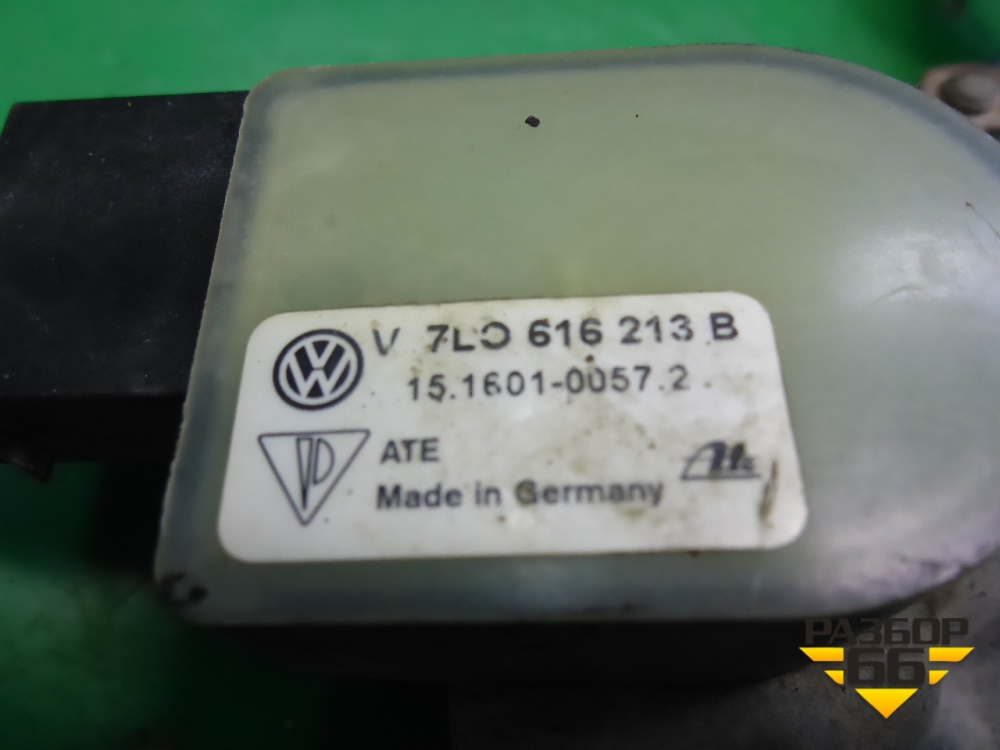 V 7L0 616 213 B
15.1601-0057.2
ATE
Made in Germany
РАЗБОР
66